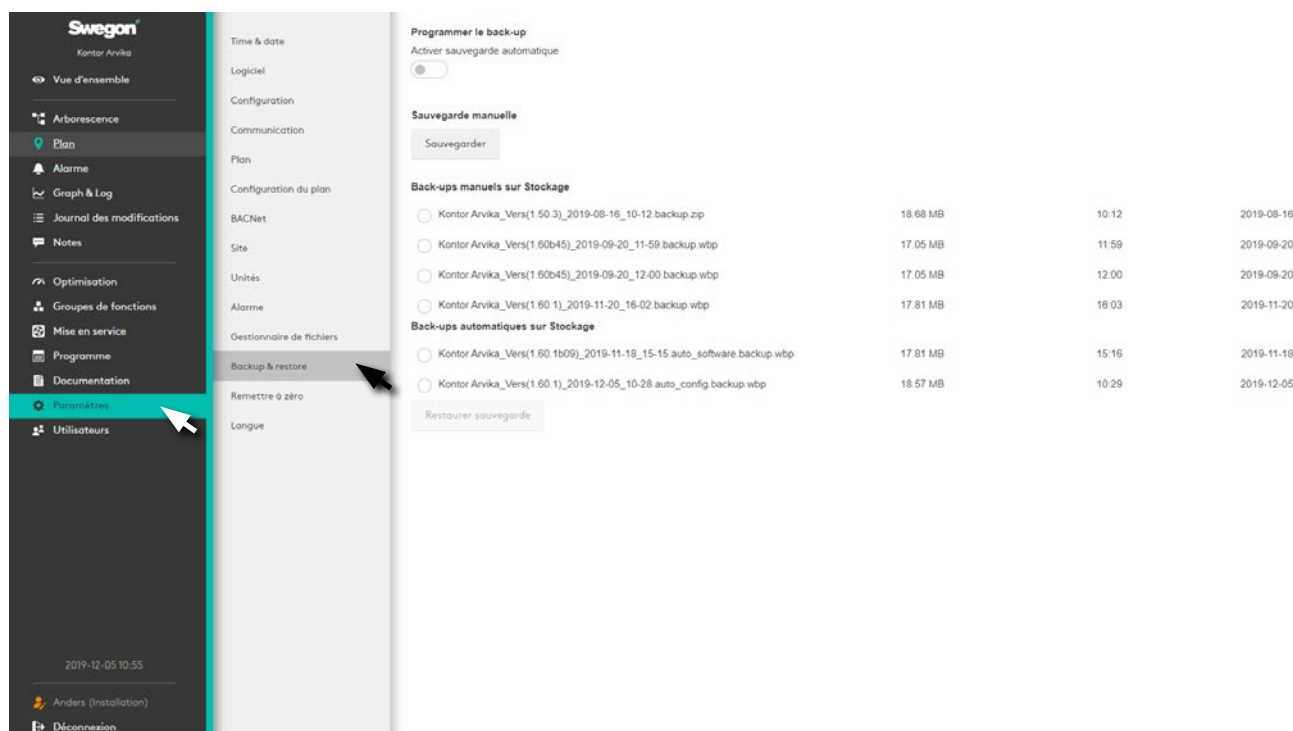 Swegon
Kontor Arvika
Vue d'ensemble
Arborescence
Plan
Alarme
Graph & Log
Journal des modifications
Notes
Optimisation
Groupes de fonctions
Mise en service
Programme
Documentation
Paramètres
Utilisateurs
2019-12-05 10:55
Anders (Installation)
Déconnexion
Time & date
Logiciel
Configuration
Communication
Plan
Configuration du plan
BACNet
Site
Unités
Alarme
Gestionnaire de fichiers
Backup & restore
Remettre à zéro
Langue
Programmer le back-up
Activer sauvegarde automatique
Sauvegarde manuelle
Sauvegarder
Back-ups manuels sur Stockage
Kontor Arvika_Vers(1.50.3)_2019-08-16_10-12.backup.zip 18.68 MB 10:12 2019-08-16
Kontor Arvika_Vers(1.60b45)_2019-09-20_11-59.backup.wbp 17.05 MB 11:59 2019-09-20
Kontor Arvika_Vers(1.60b45)_2019-09-20_12-00.backup.wbp 17.05 MB 12:00 2019-09-20
Kontor Arvika_Vers(1.60.1)_2019-11-20_16-02.backup.wbp 17.81 MB 16:03 2019-11-20
Back-ups automatiques sur Stockage
Kontor Arvika_Vers(1.60.1b09)_2019-11-18_15-15.auto_software.backup.wbp 17.81 MB 15:16 2019-11-18
Kontor Arvika_Vers(1.60.1)_2019-12-05_10-28.auto_config.backup.wbp 18.57 MB 10:29 2019-12-05
Restaurer sauvegarde